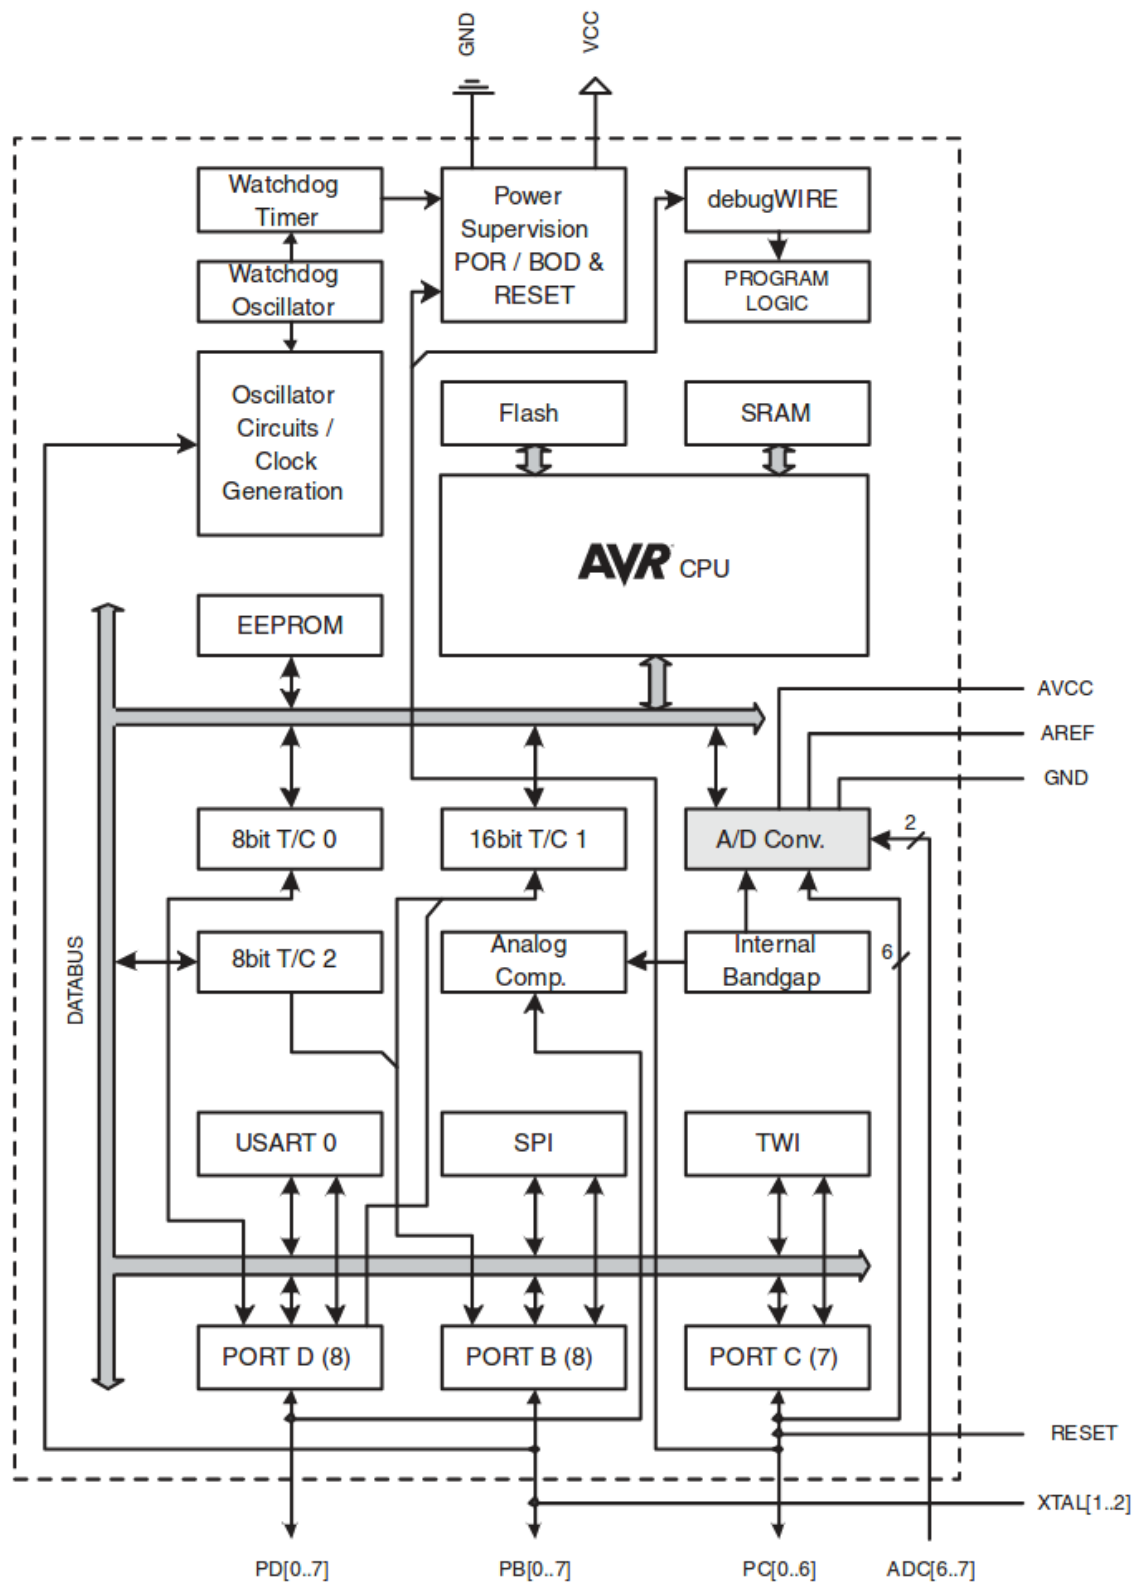 GND
VCC
Watchdog
Timer
Power
Supervision
POR / BOD &
RESET
debugWIRE
Watchdog
Oscillator
PROGRAM
LOGIC
Oscillator
Circuits /
Clock
Generation
Flash
SRAM
AVR CPU
EEPROM
AVCC
AREF
GND
8bit T/C 0
16bit T/C 1
A/D Conv.
2
DATABUS
8bit T/C 2
Analog
Comp.
Internal
Bandgap
6
USART 0
SPI
TWI
PORT D (8)
PORT B (8)
PORT C (7)
RESET
XTAL[1..2]
PD[0..7]
PB[0..7]
PC[0..6]
ADC[6..7]